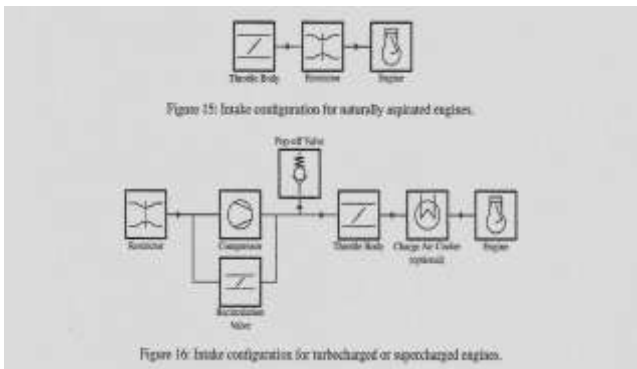 Throttle Body Restrictor Engine
Figure 15: Intake configuration for naturally aspirated engines.
Pop-off Valve
Restrictor Compressor Throttle Body Charge Air Cooler Engine
(optional)
Recirculation
Valve
Figure 16: Intake configuration for turbocharged or supercharged engines.